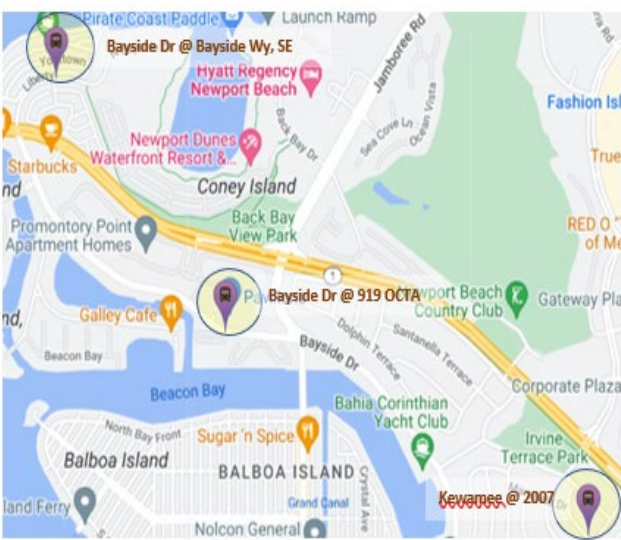 Pirate Coast Paddle
Launch Ramp
Bayside Dr @ Bayside Wy, SE
Hyatt Regency
Newport Beach
Jamboree Rd
Fashion Isl
Starbucks
Newport Dunes
Waterfront Resort &...
Back Bay Dr
Sea Cove Ln
Ocean Vista
True
nd
Coney Island
Promontory Point
Apartment Homes
Back Bay
View Park
RED O "T
of Me
1
Bayside Dr @ 919 OCTA
Newport Beach
Country Club
Gateway Pla
nd,
Galley Cafe
Beacon Bay
Bayside Dr
Dolphin Terrace
Santanella Terrace
Corporate Plaza
Beacon Bay
Bahia Corinthian
Yacht Club
North Bay Front
Sugar 'n Spice
Irvine
Terrace Park
Balboa Island
BALBOA ISLAND
Crystal Ave
Grand Canal
land Ferry
Kewamee @ 2007
Nolcon General